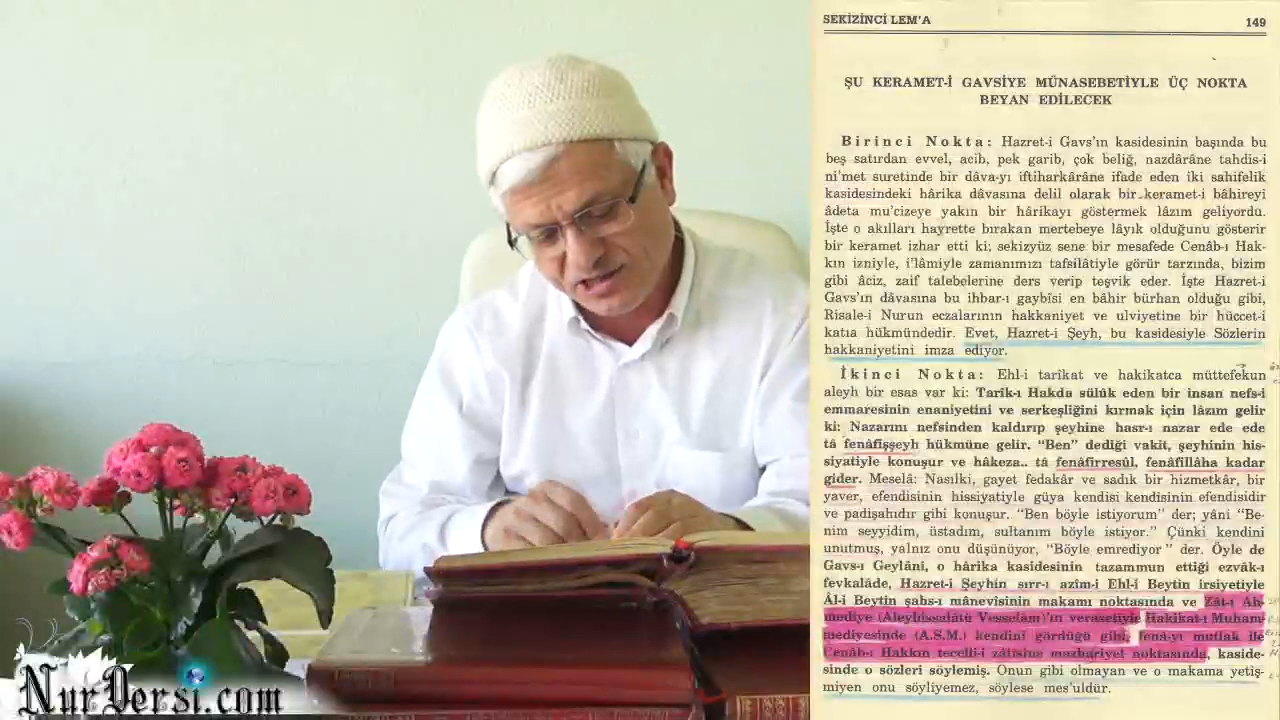 SEKİZİNCİ LEM'A 149
ŞU KERAMET-İ GAVSİYE MÜNASEBETİYLE ÜÇ NOKTA
BEYAN EDİLECEK
Birinci Nokta: Hazret-i Gavs'ın kasidesinin başında bu
beş satırdan evvel, acib, pek garib, çok beliğ, nazdârâne tahdis-i
ni'met suretinde bir dâva-yı iftiharkârâne ifade eden iki sahifelik
kasidesindeki hârika dâvasına delil olarak bir keramet-i bâhireyi
âdeta mu'cizeye yakın bir hârikayı göstermek lâzım geliyordu.
İşte o akılları hayrette bırakan mertebeye lâyık olduğunu gösterir
bir keramet izhar etti ki; sekizyüz sene bir mesafede Cenâb-ı Hak-
kın izniyle, i'lâmiyle zamanımızı tafsilâtiyle görür tarzında, bizim
gibi âciz, zaif talebelerine ders verip teşvik eder. İşte Hazret-i
Gavs'ın dâvasına bu ihbar-ı gaybîsi en bâhir bürhan olduğu gibi,
Risale-i Nurun eczalarının hakkaniyet ve ulviyetine bir hüccet-i
katıa hükmündedir. Evet, Hazret-i Şeyh, bu kasidesiyle Sözlerin
hakkaniyetini imza ediyor.
İkinci Nokta: Ehl-i tarîkat ve hakikatca müttefekun
aleyh bir esas var ki: Tarîk-ı Hakda sülûk eden bir insan nefs-i
emmaresinin enaniyetini ve serkeşliğini kırmak için lâzım gelir
ki: Nazarını nefsinden kaldırıp şeyhine hasr-ı nazar ede ede
tâ fenâfişşeyh hükmüne gelir. "Ben" dediği vakit, şeyhinin his-
siyatiyle konuşur ve hâkeza.. tâ fenâfirresûl, fenâfillâha kadar
gider. Meselâ: Nasılki, gayet fedakâr ve sadık bir hizmetkâr, bir
yaver, efendisinin hissiyatiyle güya kendisi kendisinin efendisidir
ve padişahıdır gibi konuşur. "Ben böyle istiyorum" der; yâni "Be-
nim seyyidim, üstadım, sultanım böyle istiyor." Çünki kendini
unutmuş, yalnız onu düşünüyor, "Böyle emrediyor" der. Öyle de
Gavs-ı Geylânî, o hârika kasidesinin tazammun ettiği ezvâk-ı
fevkalâde, Hazret-i Şeyhin sırr-ı azîm-i Ehl-i Beytin irsiyetiyle
Âl-i Beytin şahs-ı mânevîsinin makamı noktasında ve Zât-ı Ah-
mediye (Aleyhissalâtü Vesselâm)'ın verasetiyle Hakikat-ı Muham-
mediyesinde (A.S.M.) kendini gördüğü gibi, fenâ-yı mutlak ile
Cenâb-ı Hakkın tecelli-i zâtisine mazhariyet noktasında, kaside-
sinde o sözleri söylemiş. Onun gibi olmayan ve o makama yetiş-
miyen onu söyliyemez, söylese mes'uldür.
NurDersi.com